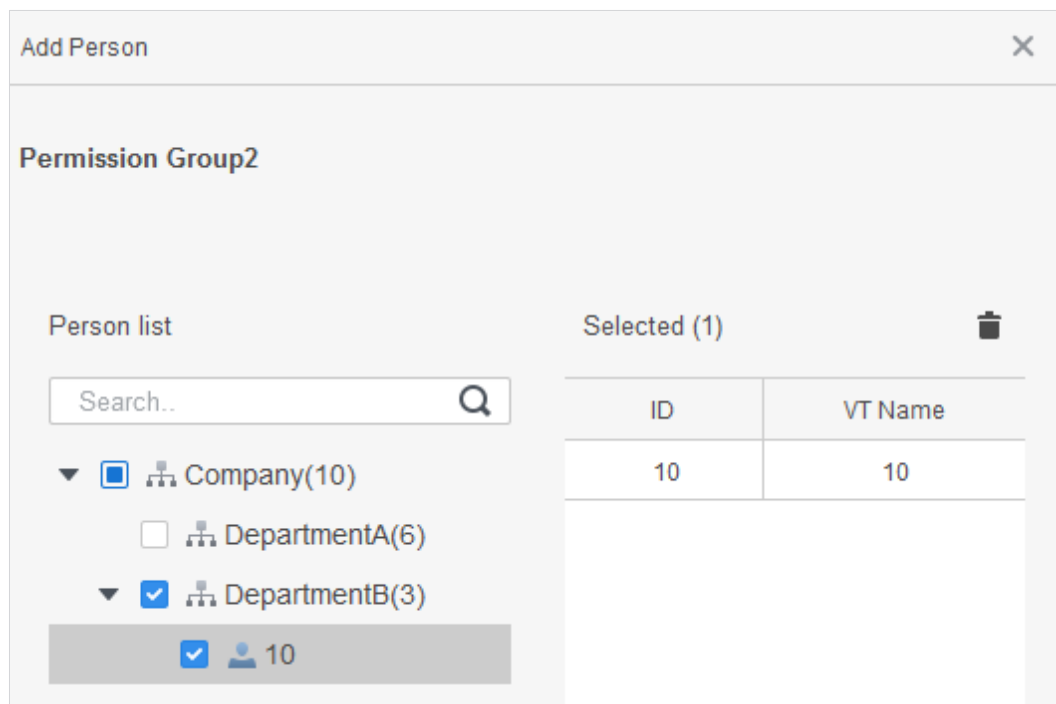 Add Person
Permission Group2
Person list
Search..
Company(10)
DepartmentA(6)
DepartmentB(3)
10
Selected (1)
ID VT Name
10 10